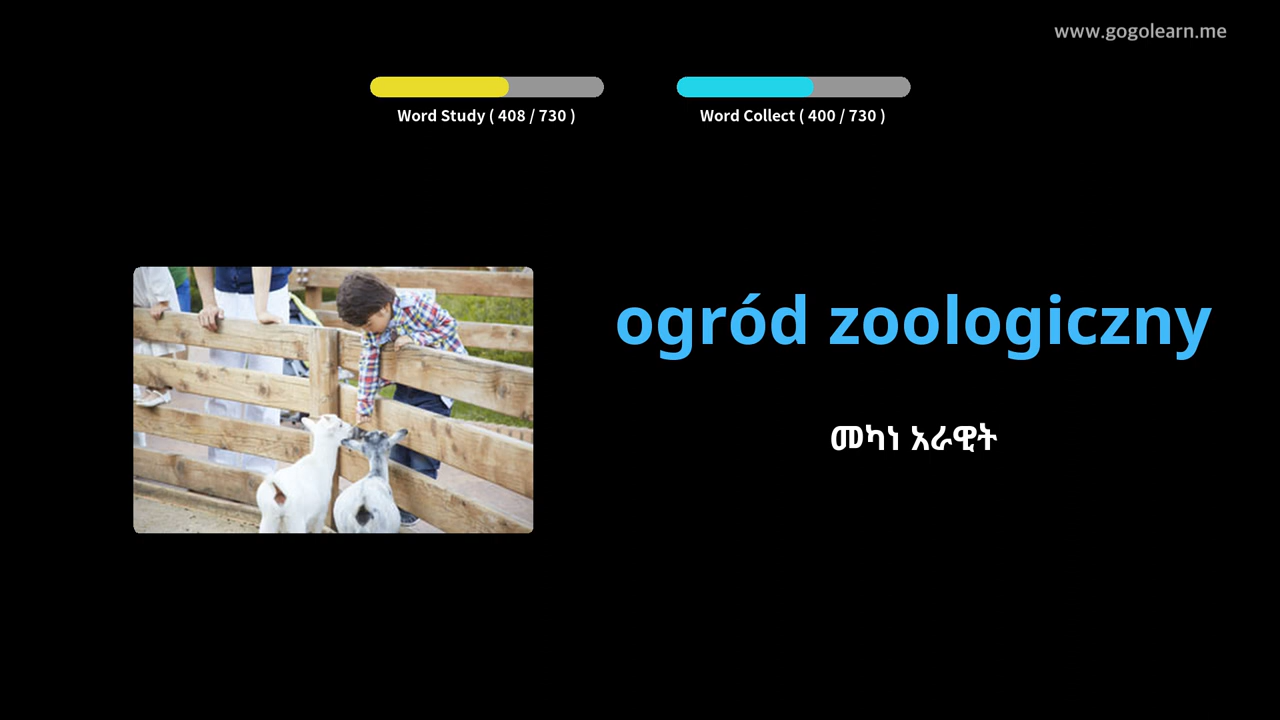 www.gogolearn.me
Word Study ( 408 / 730 )
Word Collect ( 400 / 730 )
ogród zoologiczny
መካነ አራዊት